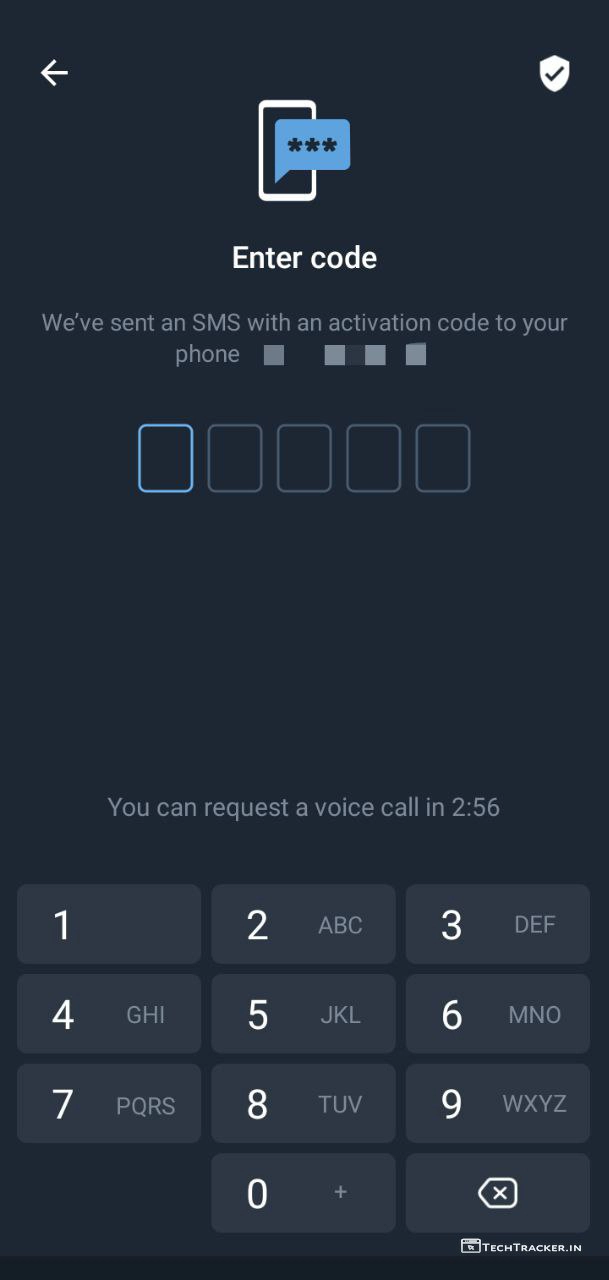 ***
Enter code
We’ve sent an SMS with an activation code to your
phone
You can request a voice call in 2:56
1
2 ABC
3 DEF
4 GHI
5 JKL
6 MNO
7 PQRS
8 TUV
9 WXYZ
0 +
TechTracker.in